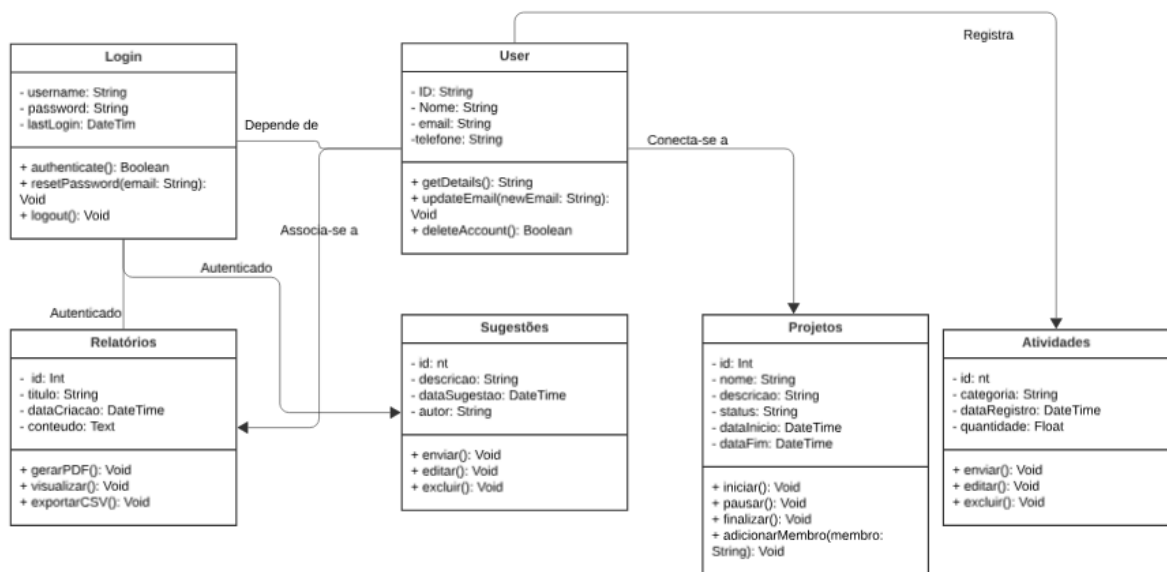 Login
- username: String
- password: String
- lastLogin: DateTim
+ authenticate(): Boolean
+ resetPassword(email: String):
Void
+ logout(): Void
User
- ID: String
- Nome: String
- email: String
-telefone: String
+ getDetails(): String
+ updateEmail(newEmail: String):
Void
+ deleteAccount(): Boolean
Registra
Depende de
Conecta-se a
Associa-se a
Autenticado
Autenticado
Relatórios
- id: Int
- titulo: String
- dataCriacao: DateTime
- conteudo: Text
+ gerarPDF(): Void
+ visualizar(): Void
+ exportarCSV(): Void
Sugestões
- id: nt
- descricao: String
- dataSugestao: DateTime
- autor: String
+ enviar(): Void
+ editar(): Void
+ excluir(): Void
Projetos
- id: Int
- nome: String
- descricao: String
- status: String
- dataInicio: DateTime
- dataFim: DateTime
+ iniciar(): Void
+ pausar(): Void
+ finalizar(): Void
+ adicionarMembro(membro:
String): Void
Atividades
- id: nt
- categoria: String
- dataRegistro: DateTime
- quantidade: Float
+ enviar(): Void
+ editar(): Void
+ excluir(): Void